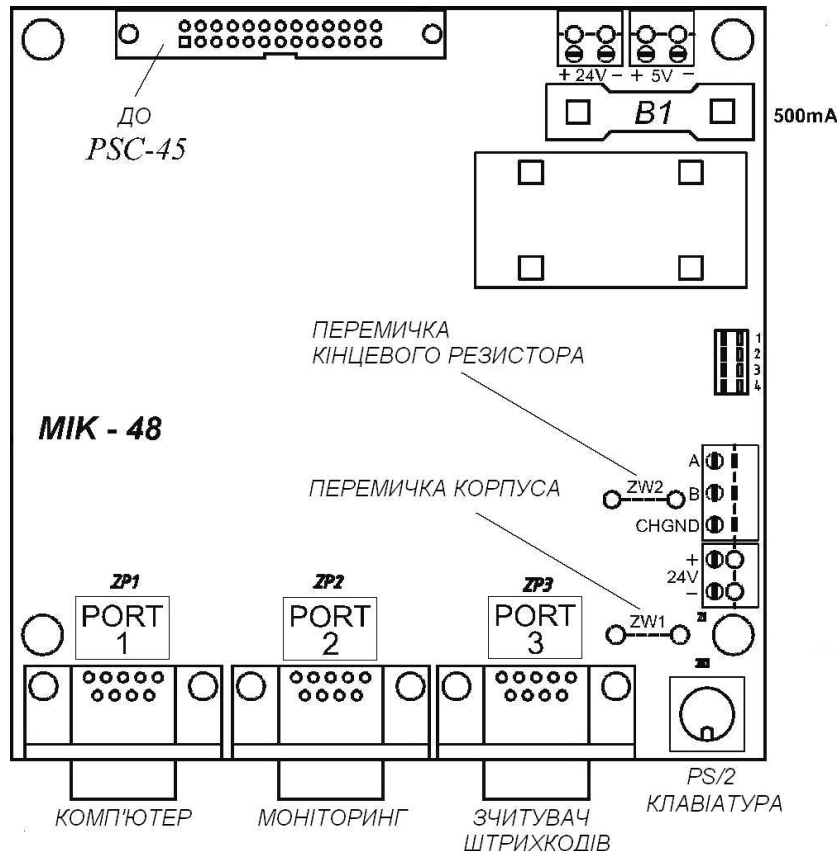 + 24V - + 5V -
B1
500mA
ДО
PSC-45
ПЕРЕМИЧКА
КІНЦЕВОГО РЕЗИСТОРА
1
2
3
4
MIK - 48
A
ZW2 B
ПЕРЕМИЧКА КОРПУСА
CHGND
+
24V
-
ZP1 ZP2 ZP3
PORT PORT PORT
1 2 3
ZW1
PS/2
КЛАВІАТУРА
КОМП'ЮТЕР МОНІТОРИНГ ЗЧИТУВАЧ
ШТРИХКОДІВ